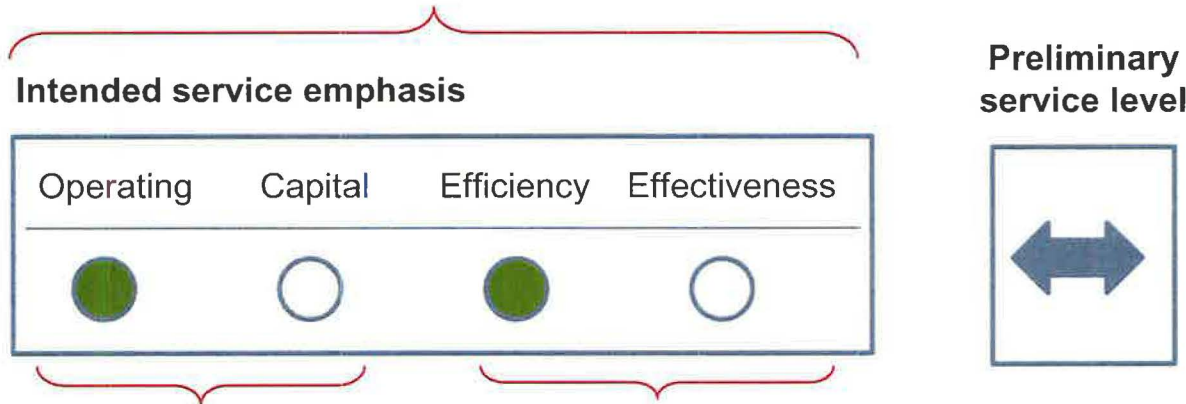 Intended service emphasis
Preliminary
service level
Operating Capital Efficiency Effectiveness